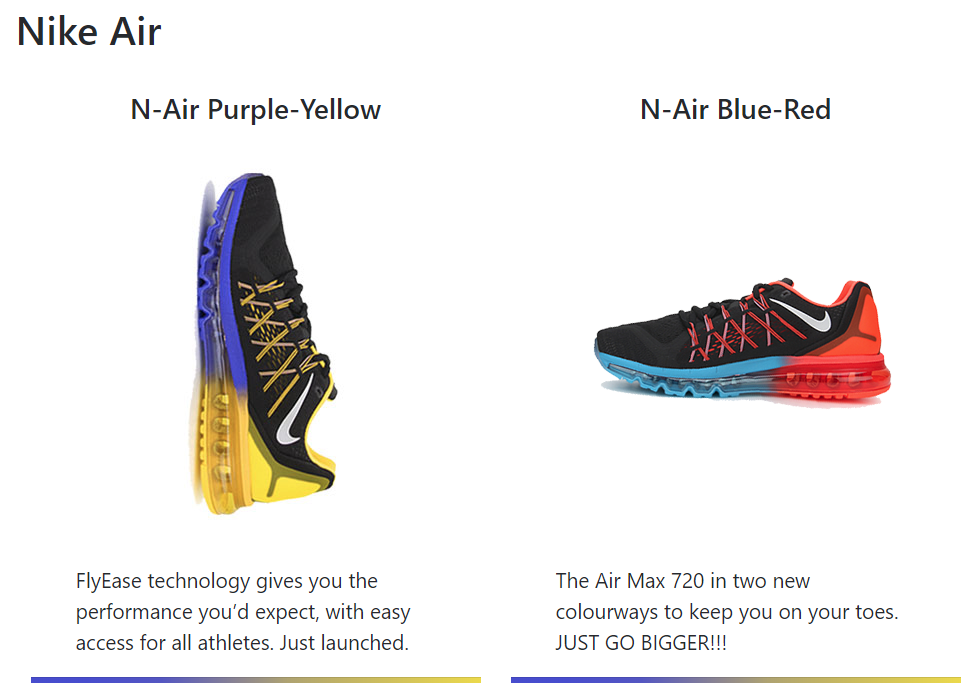 Nike Air
N-Air Purple-Yellow
N-Air Blue-Red
FlyEase technology gives you the
performance you’d expect, with easy
access for all athletes. Just launched.
The Air Max 720 in two new
colourways to keep you on your toes.
JUST GO BIGGER!!!